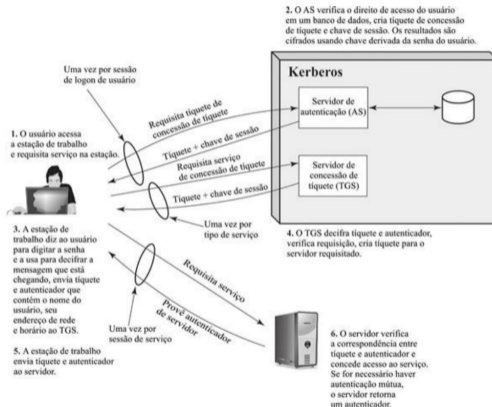 2. O AS verifica o direito de acesso do usuário
em um banco de dados, cria tíquete de concessão
de tíquete e chave de sessão. Os resultados são
cifrados usando chave derivada da senha do usuário.
Uma vez por sessão
de logon de usuário
Kerberos
Requisita tíquete de
concessão de tíquete
Servidor de
autenticação (AS)
1. O usuário acessa
a estação de trabalho
e requisita serviço na estação.
Tíquete + chave de sessão
Requisita serviço
de concessão de tíquete
Servidor de
concessão de
tíquete (TGS)
Tíquete + chave de sessão
Uma vez por
tipo de serviço
3. A estação de
trabalho diz ao usuário
para digitar a senha
e a usa para decifrar a
mensagem que está
chegando, envia tíquete
e autenticador que
contém o nome do
usuário, seu
endereço de rede
e horário ao TGS.
4. O TGS decifra tíquete e autenticador,
verifica requisição, cria tíquete para o
servidor requisitado.
Requisita serviço
Provê autenticador
de servidor
Uma vez por
sessão de serviço
5. A estação de trabalho
envia tíquete e autenticador
ao servidor.
6. O servidor verifica
a correspondência entre
tíquete e autenticador e
concede acesso ao serviço.
Se for necessário haver
autenticação mútua,
o servidor retorna
um autenticador.